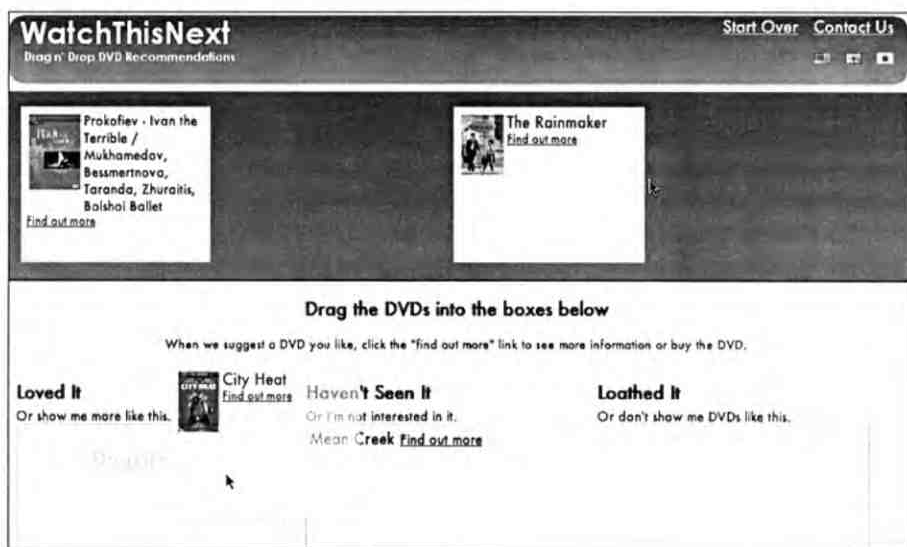 WatchThisNext
Drag n' Drop DVD Recommendations
Start Over Contact Us
Prokofiev - Ivan the
Terrible /
Mukhamedov,
Bessmertnova,
Taranda, Zhuraitis,
Bolshoi Ballet
Find out more
The Rainmaker
Find out more
Drag the DVDs into the boxes below
When we suggest a DVD you like, click the "find out more" link to see more information or buy the DVD.
Loved It
Or show me more like this.
CITY HEAT
City Heat
Find out more
Haven't Seen It
Or I'm not interested in it.
Mean Creek Find out more
Loathed It
Or don't show me DVDs like this.